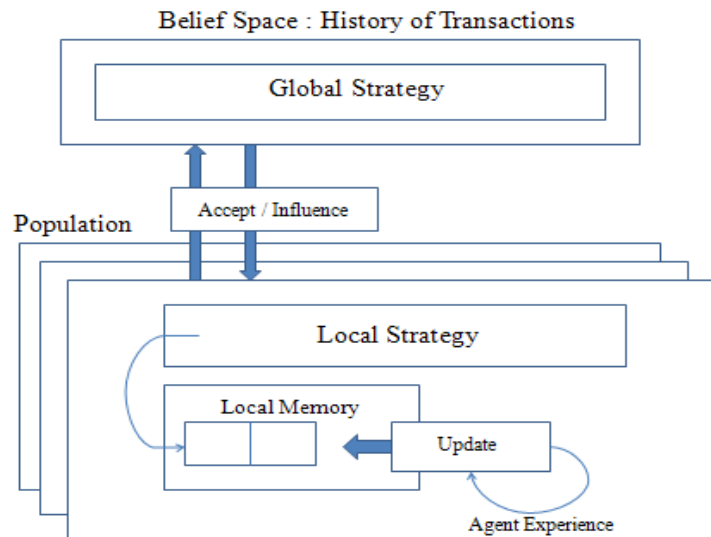 Belief Space : History of Transactions
Global Strategy
Accept / Influence
Population
Local Strategy
Local Memory
Update
Agent Experience